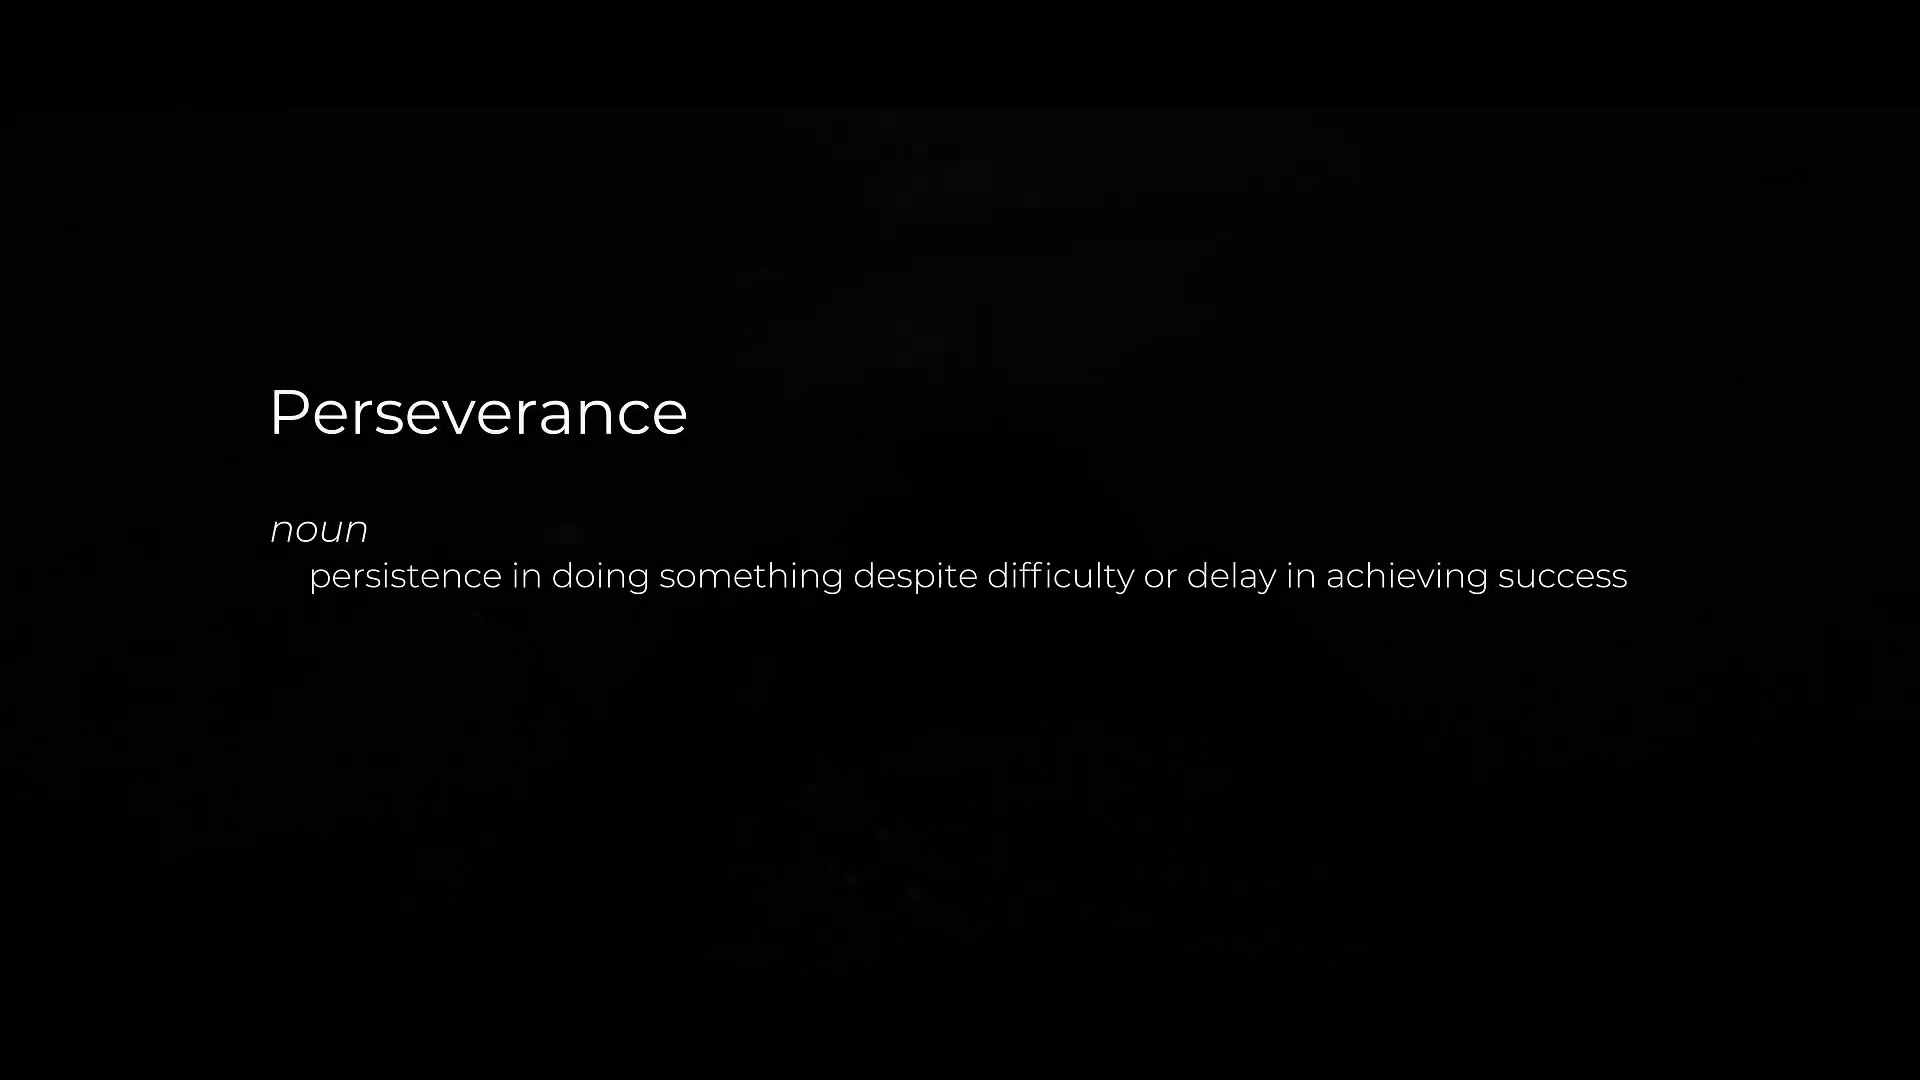 Perseverance
noun
persistence in doing something despite difficulty or delay in achieving success